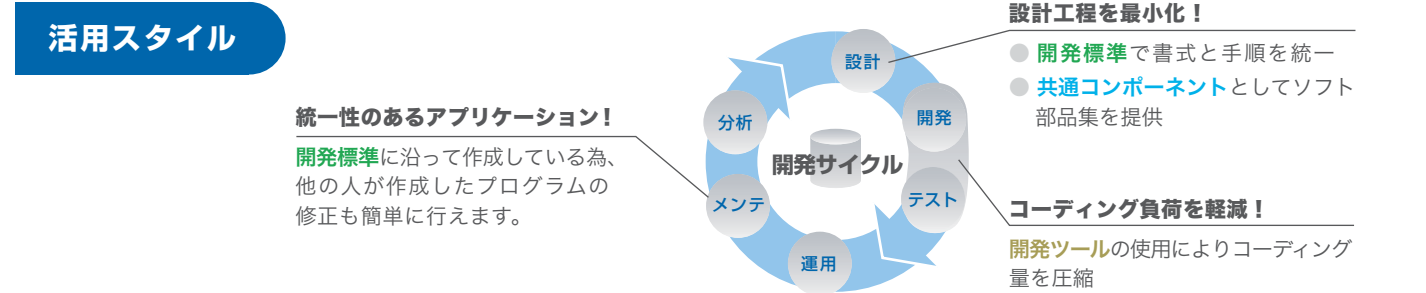 活用スタイル
設計工程を最小化！
● 開発標準で書式と手順を統一
● 共通コンポーネントとしてソフト
部品集を提供
統一性のあるアプリケーション！
開発標準に沿って作成している為、
他の人が作成したプログラムの
修正も簡単に行えます。
設計
開発
テスト
運用
メンテ
分析
開発サイクル
コーディング負荷を軽減！
開発ツールの使用によりコーディング
量を圧縮